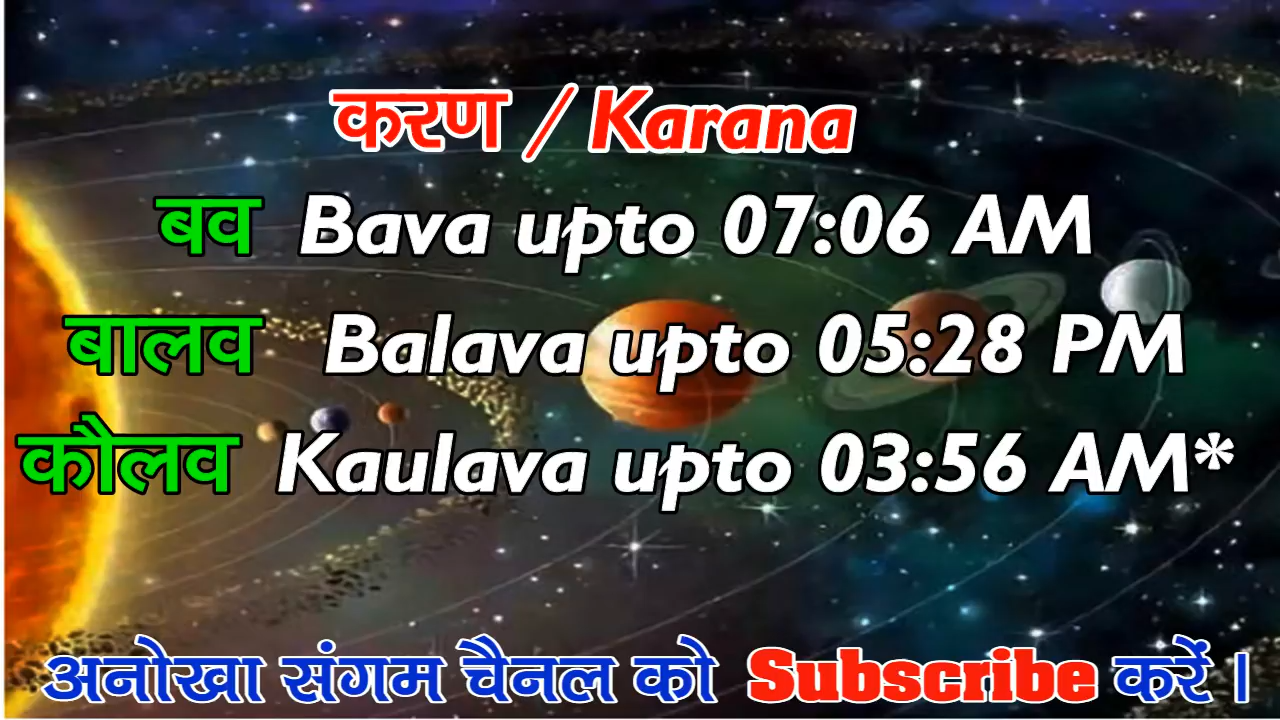 करण / Karana
बव Bava upto 07:06 AM
बालव Balava upto 05:28 PM
कौलव Kaulava upto 03:56 AM*
अनोखा संगम चैनल को Subscribe करें।